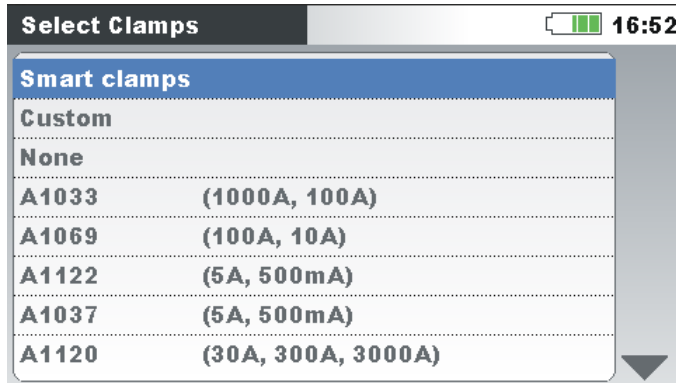 Select Clamps 16:52
Smart clamps
Custom
None
A1033 (1000A, 100A)
A1069 (100A, 10A)
A1122 (5A, 500mA)
A1037 (5A, 500mA)
A1120 (30A, 300A, 3000A)